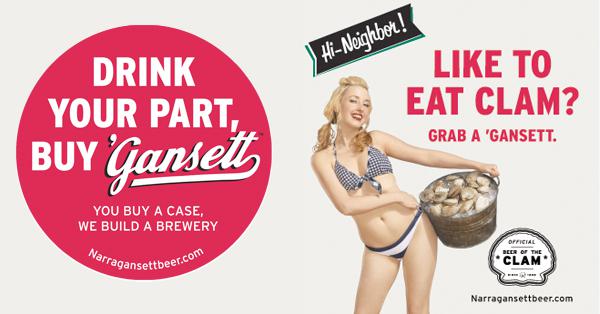 DRINK
YOUR PART,
BUY 'Gansett
YOU BUY A CASE,
WE BUILD A BREWERY
Narragansettbeer.com
Hi-Neighbor!
LIKE TO
EAT CLAM?
GRAB A 'GANSETT.
OFFICIAL
BEER OF THE
CLAM
Narragansettbeer.com